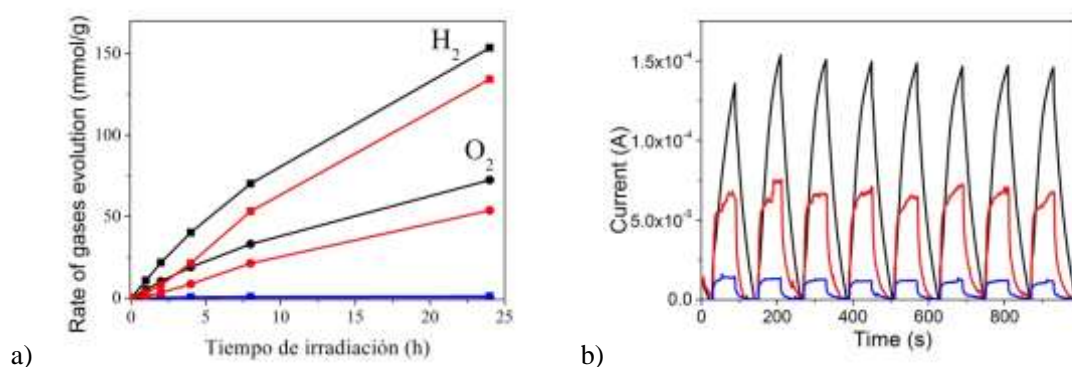 Rate of gases evolution (mmol/g)
150
100
50
0
H2
O2
0 5 10 15 20 25
Tiempo de irradiación (h)
a)
Current (A)
1.5x10-4
1.0x10-4
5.0x10-5
0.0
0 200 400 600 800
Time (s)
b)